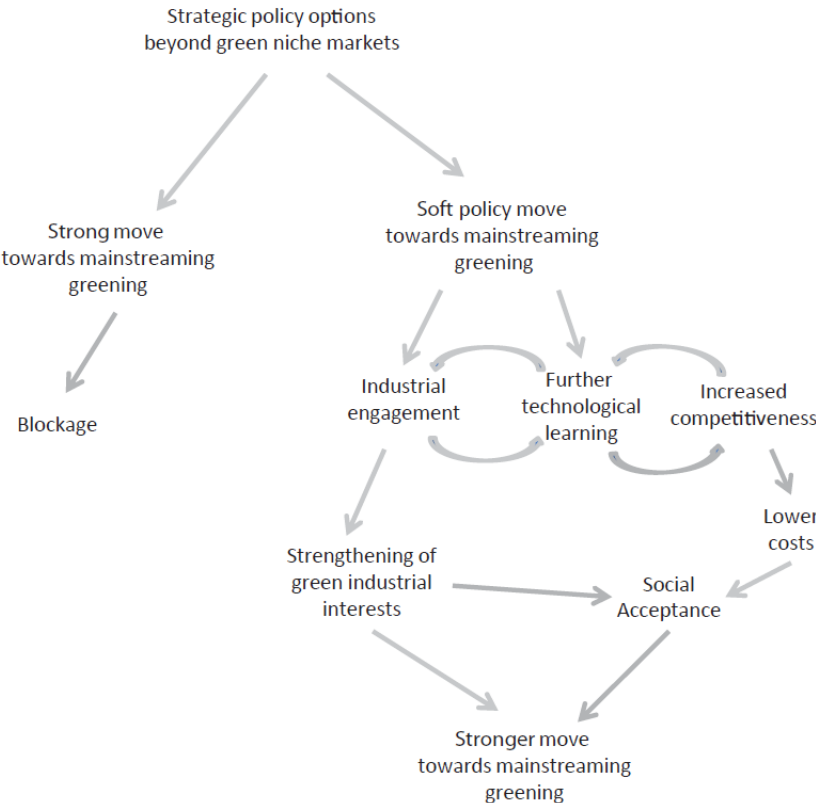 Strategic policy options
beyond green niche markets
Strong move
towards mainstreaming
greening
Soft policy move
towards mainstreaming
greening
Blockage
Industrial
engagement
Further
technological
learning
Increased
competitiveness
Lower
costs
Strengthening of
green industrial
interests
Social
Acceptance
Stronger move
towards mainstreaming
greening